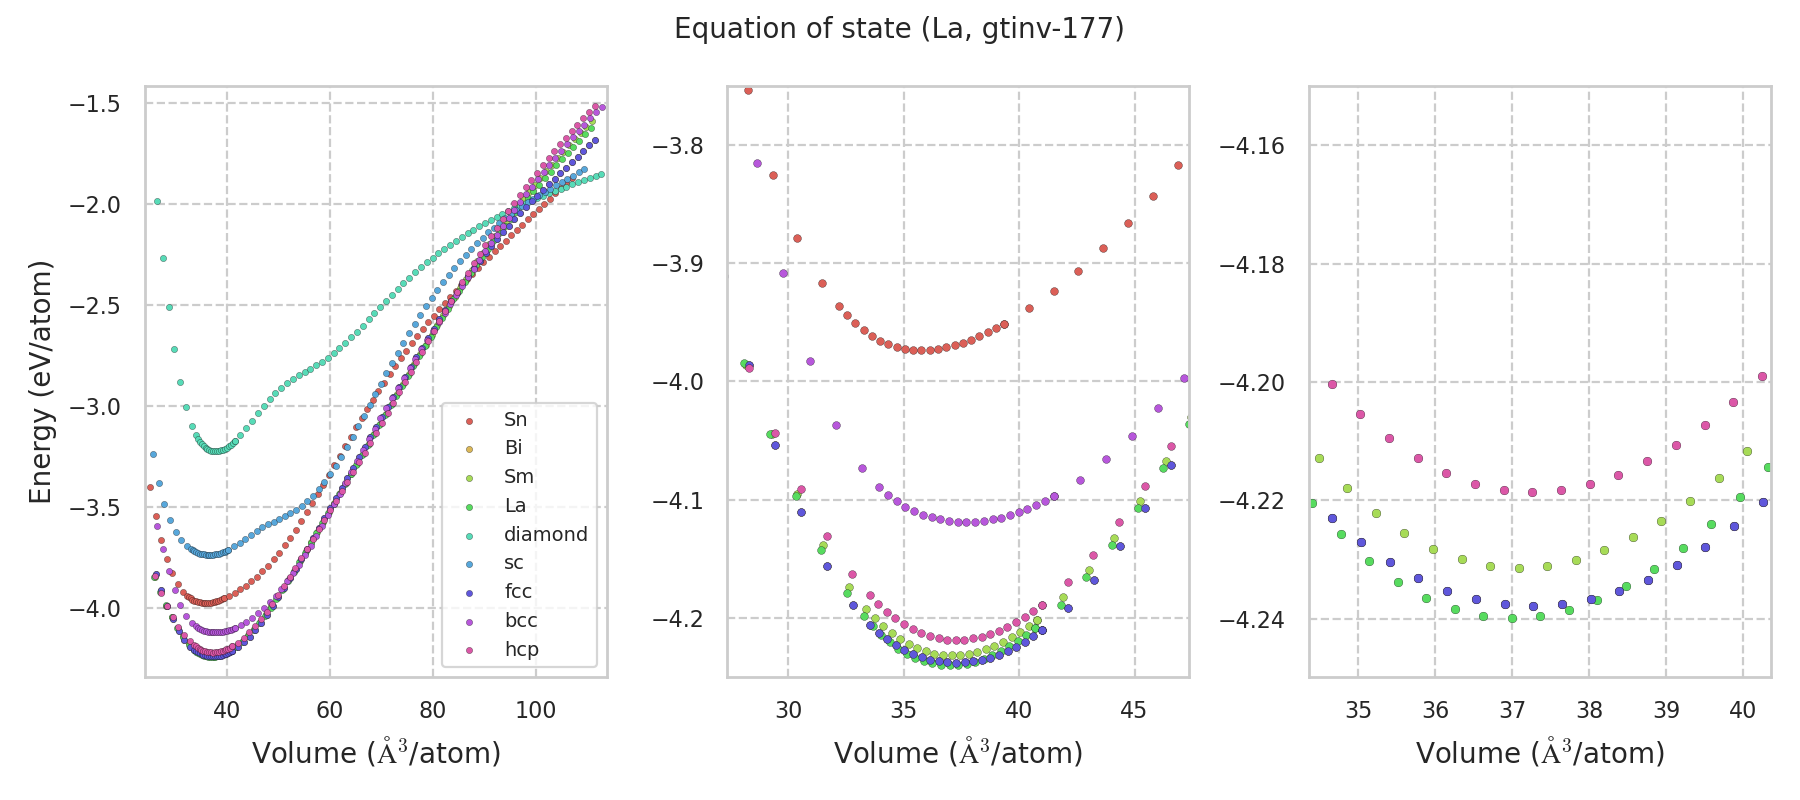 Equation of state (La, gtinv-177)
Energy (eV/atom)
−1.5
−2.0
−2.5
−3.0
−3.5
−4.0
40
60
80
100
Volume (Å³/atom)
Sn
Bi
Sm
La
diamond
sc
fcc
bcc
hcp
−3.8
−3.9
−4.0
−4.1
−4.2
30
35
40
45
Volume (Å³/atom)
−4.16
−4.18
−4.20
−4.22
−4.24
35
36
37
38
39
40
Volume (Å³/atom)